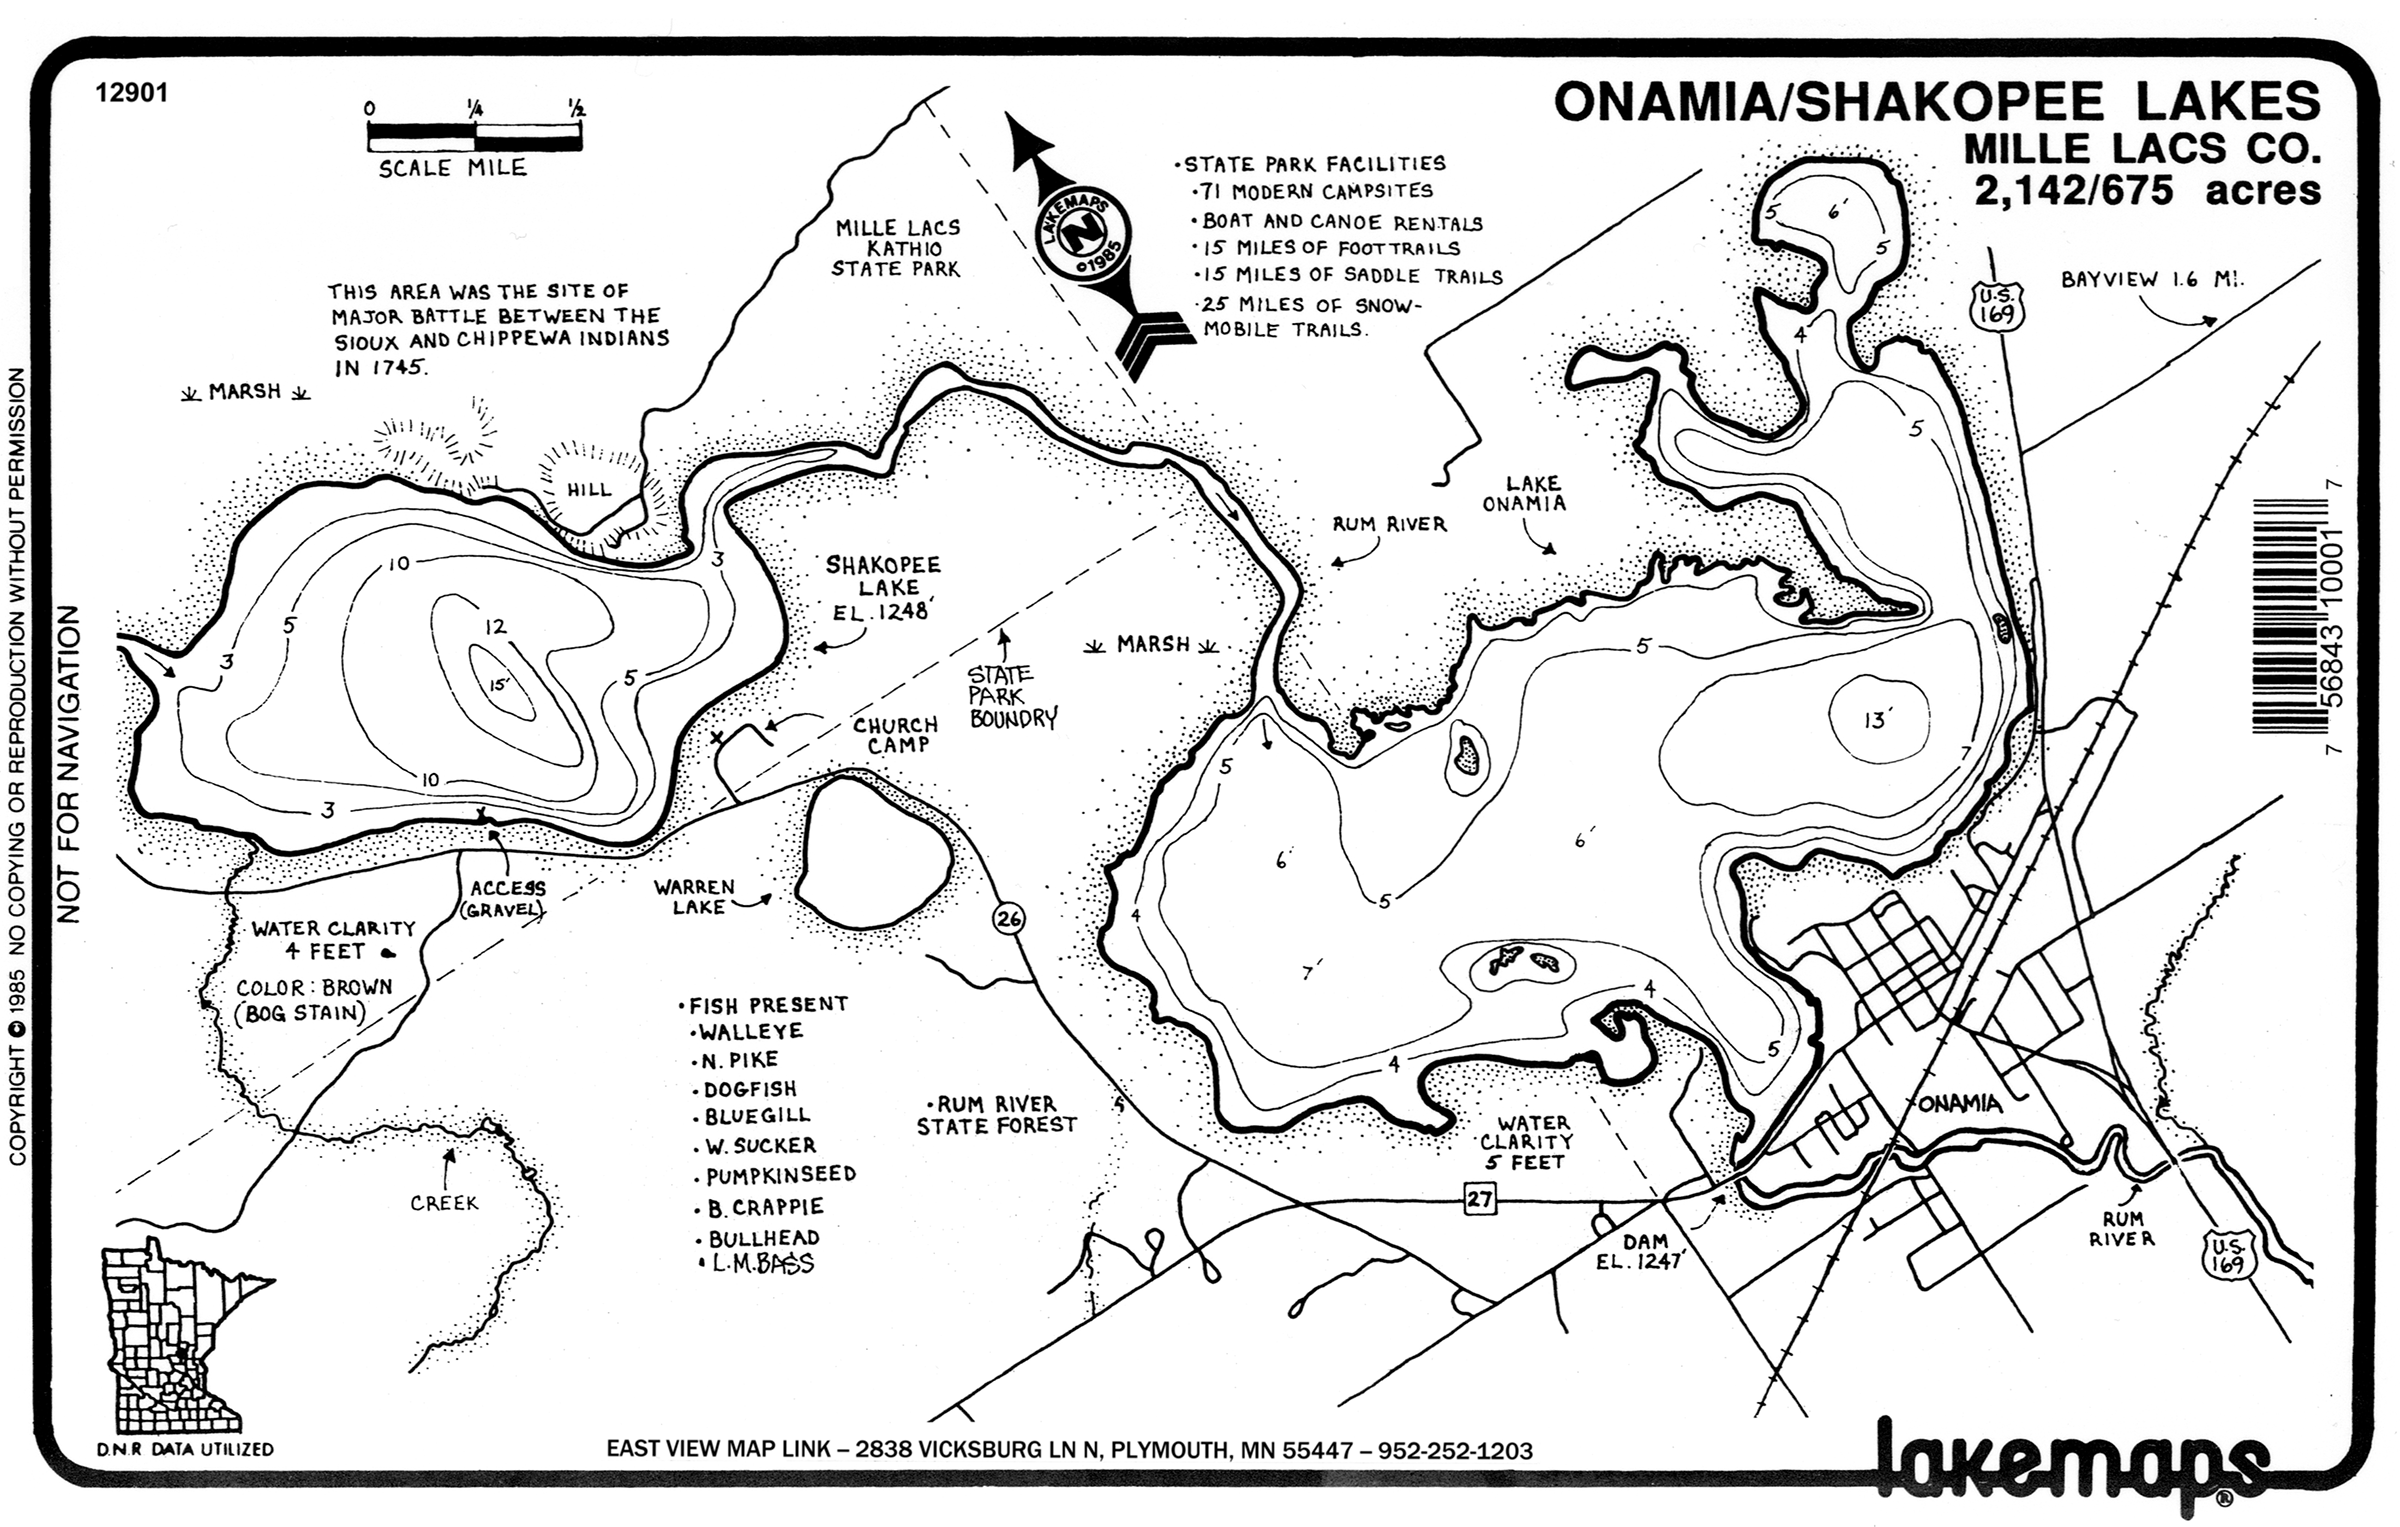 12901
0 1/4 1/2
SCALE MILE
ONAMIA/SHAKOPEE LAKES
MILLE LACS CO.
2,142/675 acres
MILLE LACS
KATHIO
STATE PARK
LAKEMAPS
N
©1985
•STATE PARK FACILITIES
•71 MODERN CAMPSITES
•BOAT AND CANOE RENTALS
•15 MILES OF FOOT TRAILS
•15 MILES OF SADDLE TRAILS
•25 MILES OF SNOW-
MOBILE TRAILS.
THIS AREA WAS THE SITE OF
MAJOR BATTLE BETWEEN THE
SIOUX AND CHIPPEWA INDIANS
IN 1745.
MARSH
HILL
U.S.
169
BAYVIEW 1.6 MI.
5
6'
5
4
5
LAKE
ONAMIA
RUM RIVER
SHAKOPEE
LAKE
EL. 1248'
3
10
12
15'
5
3
5
10
3
MARSH
STATE
PARK
BOUNDRY
CHURCH
CAMP
5
13'
7
5
6'
6'
5
4
7'
4
4
5
ACCESS
(GRAVEL)
WARREN
LAKE
26
WATER CLARITY
4 FEET
COLOR: BROWN
(BOG STAIN)
•FISH PRESENT
•WALLEYE
•N. PIKE
•DOGFISH
•BLUEGILL
•W. SUCKER
•PUMPKINSEED
•B. CRAPPIE
•BULLHEAD
•L.M. BASS
•RUM RIVER
STATE FOREST
WATER
CLARITY
5 FEET
ONAMIA
CREEK
27
DAM
EL. 1247'
RUM
RIVER
U.S.
169
D.N.R DATA UTILIZED
EAST VIEW MAP LINK – 2838 VICKSBURG LN N, PLYMOUTH, MN 55447 – 952-252-1203
lakemaps®
NOT FOR NAVIGATION
COPYRIGHT © 1985 NO COPYING OR REPRODUCTION WITHOUT PERMISSION
7 56843 10001 7